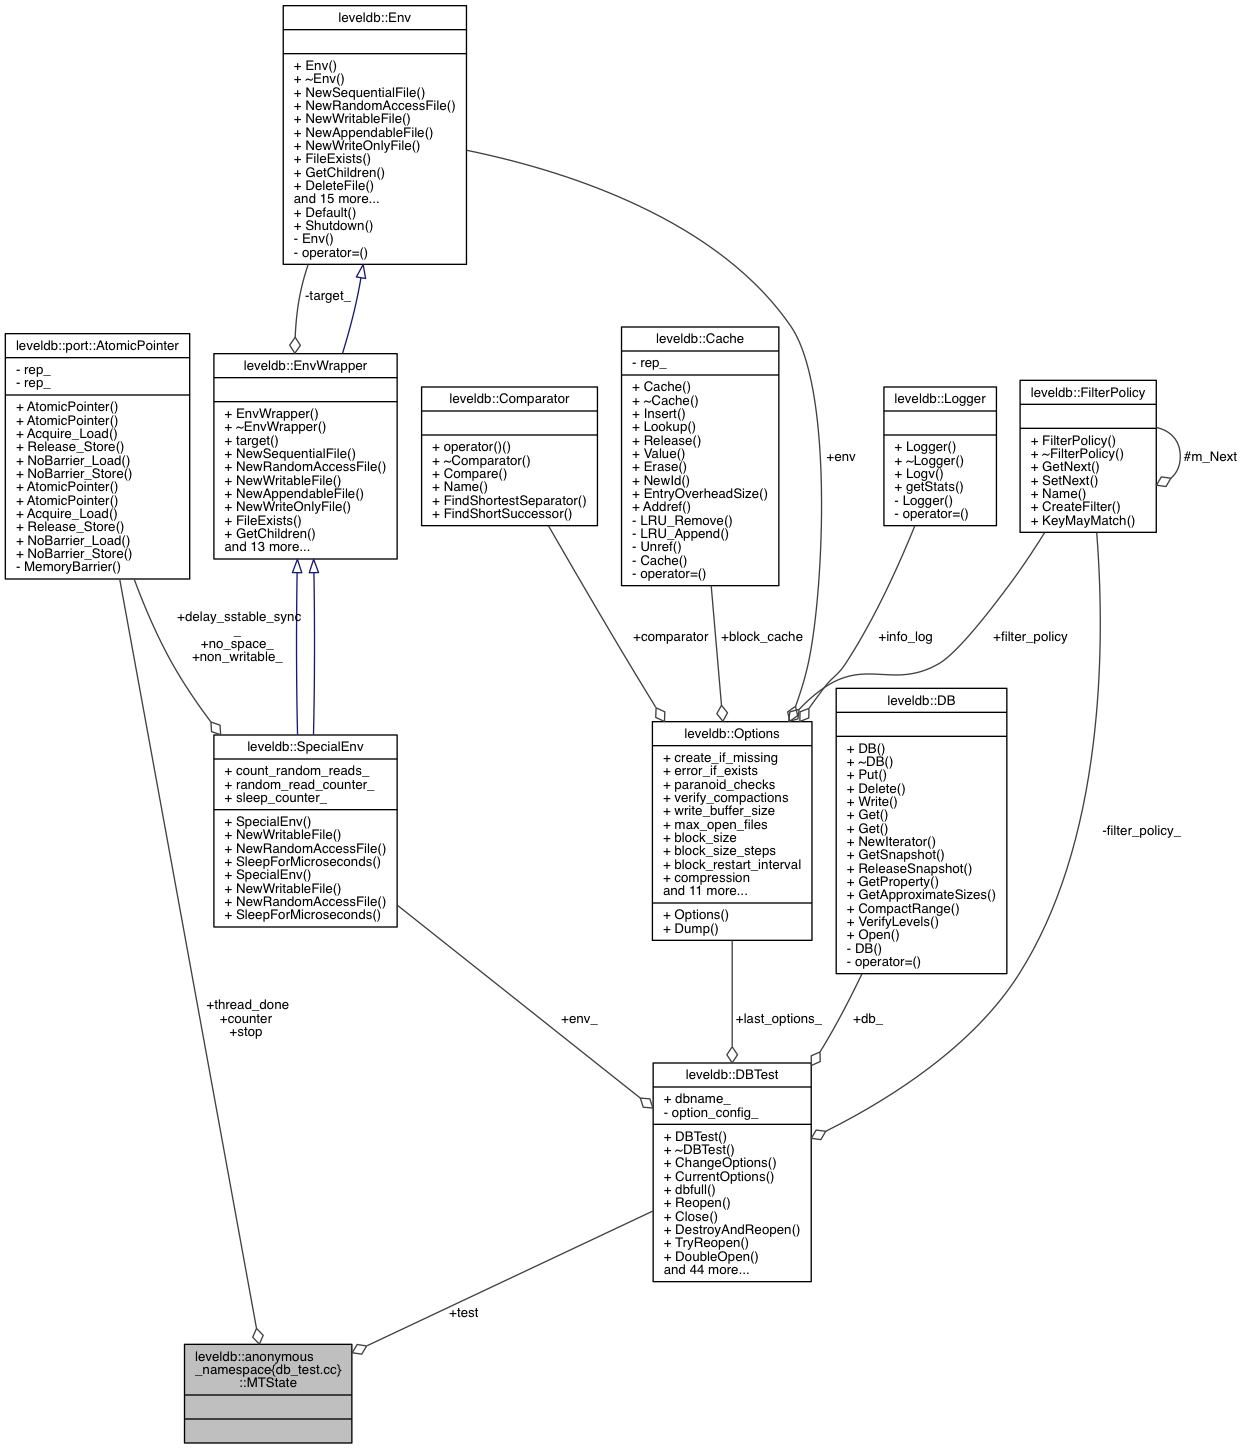 leveldb::Env
+ Env()
+ ~Env()
+ NewSequentialFile()
+ NewRandomAccessFile()
+ NewWritableFile()
+ NewAppendableFile()
+ NewWriteOnlyFile()
+ FileExists()
+ GetChildren()
+ DeleteFile()
and 15 more...
+ Default()
+ Shutdown()
- Env()
- operator=()
-target_
+env
leveldb::port::AtomicPointer
- rep_
- rep_
+ AtomicPointer()
+ AtomicPointer()
+ Acquire_Load()
+ Release_Store()
+ NoBarrier_Load()
+ NoBarrier_Store()
+ AtomicPointer()
+ AtomicPointer()
+ Acquire_Load()
+ Release_Store()
+ NoBarrier_Load()
+ NoBarrier_Store()
- MemoryBarrier()
leveldb::EnvWrapper
+ EnvWrapper()
+ ~EnvWrapper()
+ target()
+ NewSequentialFile()
+ NewRandomAccessFile()
+ NewWritableFile()
+ NewAppendableFile()
+ NewWriteOnlyFile()
+ FileExists()
+ GetChildren()
and 13 more...
leveldb::Comparator
+ operator()()
+ ~Comparator()
+ Compare()
+ Name()
+ FindShortestSeparator()
+ FindShortSuccessor()
leveldb::Cache
- rep_
+ Cache()
+ ~Cache()
+ Insert()
+ Lookup()
+ Release()
+ Value()
+ Erase()
+ NewId()
+ EntryOverheadSize()
+ Addref()
- LRU_Remove()
- LRU_Append()
- Unref()
- Cache()
- operator=()
leveldb::Logger
+ Logger()
+ ~Logger()
+ Logv()
+ getStats()
- Logger()
- operator=()
leveldb::FilterPolicy
+ FilterPolicy()
+ ~FilterPolicy()
+ GetNext()
+ SetNext()
+ Name()
+ CreateFilter()
+ KeyMayMatch()
#m_Next
+delay_sstable_sync
_
+no_space_
+non_writable_
+comparator
+block_cache
+info_log
+filter_policy
leveldb::SpecialEnv
+ count_random_reads_
+ random_read_counter_
+ sleep_counter_
+ SpecialEnv()
+ NewWritableFile()
+ NewRandomAccessFile()
+ SleepForMicroseconds()
+ SpecialEnv()
+ NewWritableFile()
+ NewRandomAccessFile()
+ SleepForMicroseconds()
leveldb::Options
+ create_if_missing
+ error_if_exists
+ paranoid_checks
+ verify_compactions
+ write_buffer_size
+ max_open_files
+ block_size
+ block_size_steps
+ block_restart_interval
+ compression
and 11 more...
+ Options()
+ Dump()
leveldb::DB
+ DB()
+ ~DB()
+ Put()
+ Delete()
+ Write()
+ Get()
+ Get()
+ NewIterator()
+ GetSnapshot()
+ ReleaseSnapshot()
+ GetProperty()
+ GetApproximateSizes()
+ CompactRange()
+ VerifyLevels()
+ Open()
- DB()
- operator=()
-filter_policy_
+thread_done
+counter
+stop
+env_
+last_options_
+db_
leveldb::DBTest
+ dbname_
- option_config_
+ DBTest()
+ ~DBTest()
+ ChangeOptions()
+ CurrentOptions()
+ dbfull()
+ Reopen()
+ Close()
+ DestroyAndReopen()
+ TryReopen()
+ DoubleOpen()
and 44 more...
+test
leveldb::anonymous
_namespace{db_test.cc}
::MTState